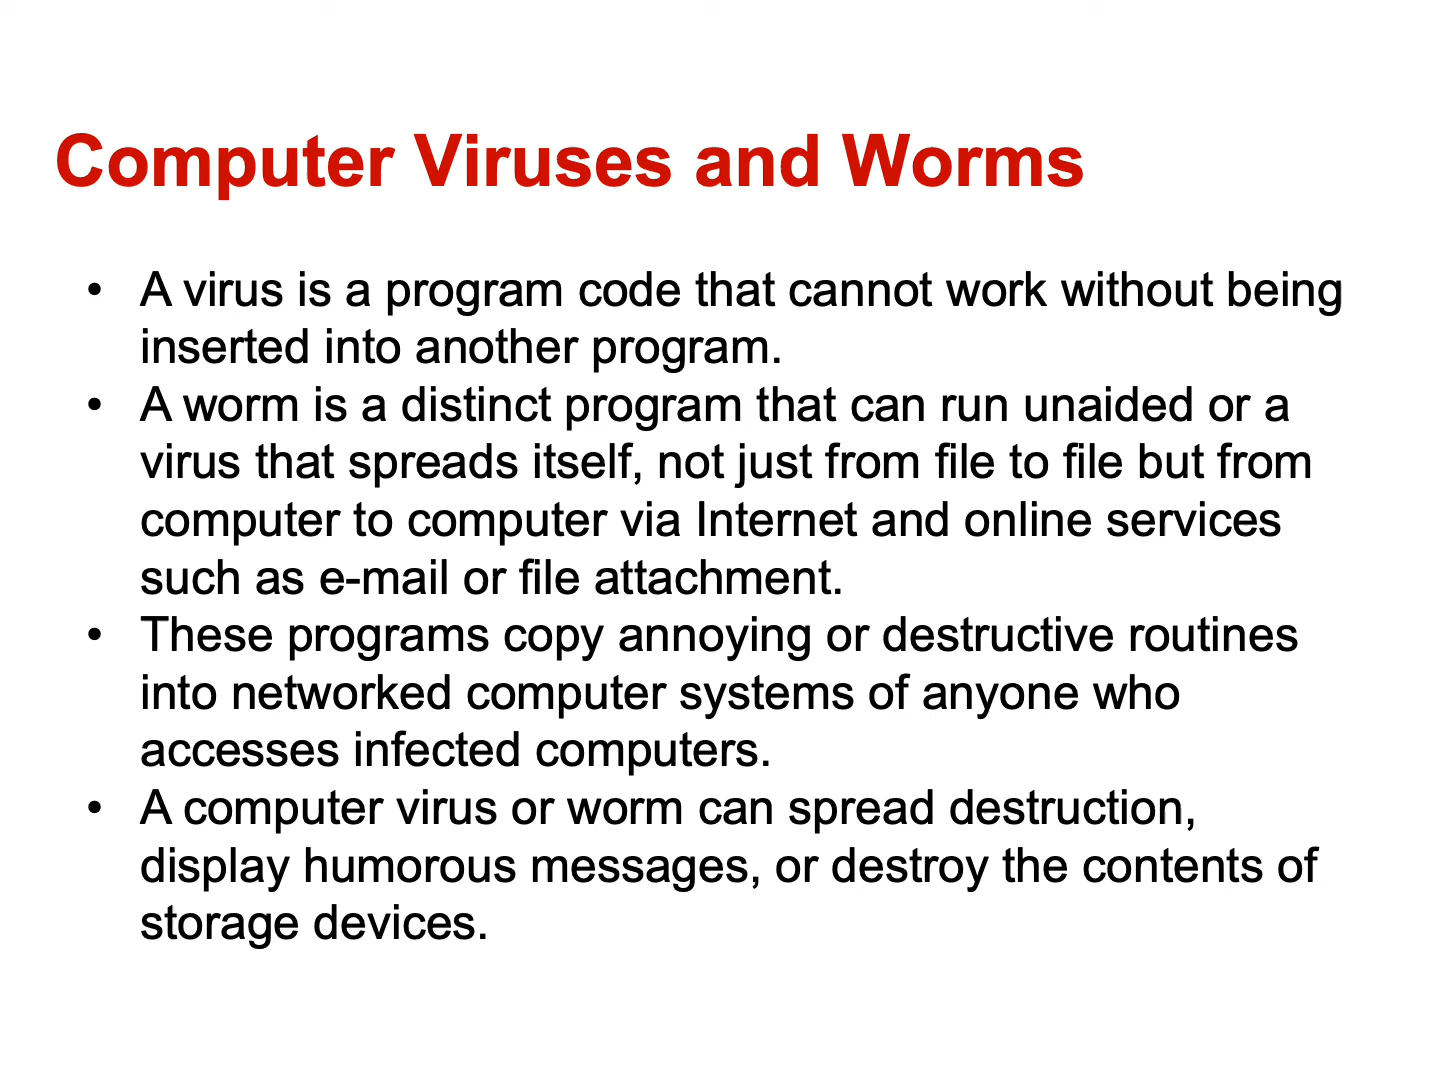 Computer Viruses and Worms
• A virus is a program code that cannot work without being
inserted into another program.
• A worm is a distinct program that can run unaided or a
virus that spreads itself, not just from file to file but from
computer to computer via Internet and online services
such as e-mail or file attachment.
• These programs copy annoying or destructive routines
into networked computer systems of anyone who
accesses infected computers.
• A computer virus or worm can spread destruction,
display humorous messages, or destroy the contents of
storage devices.